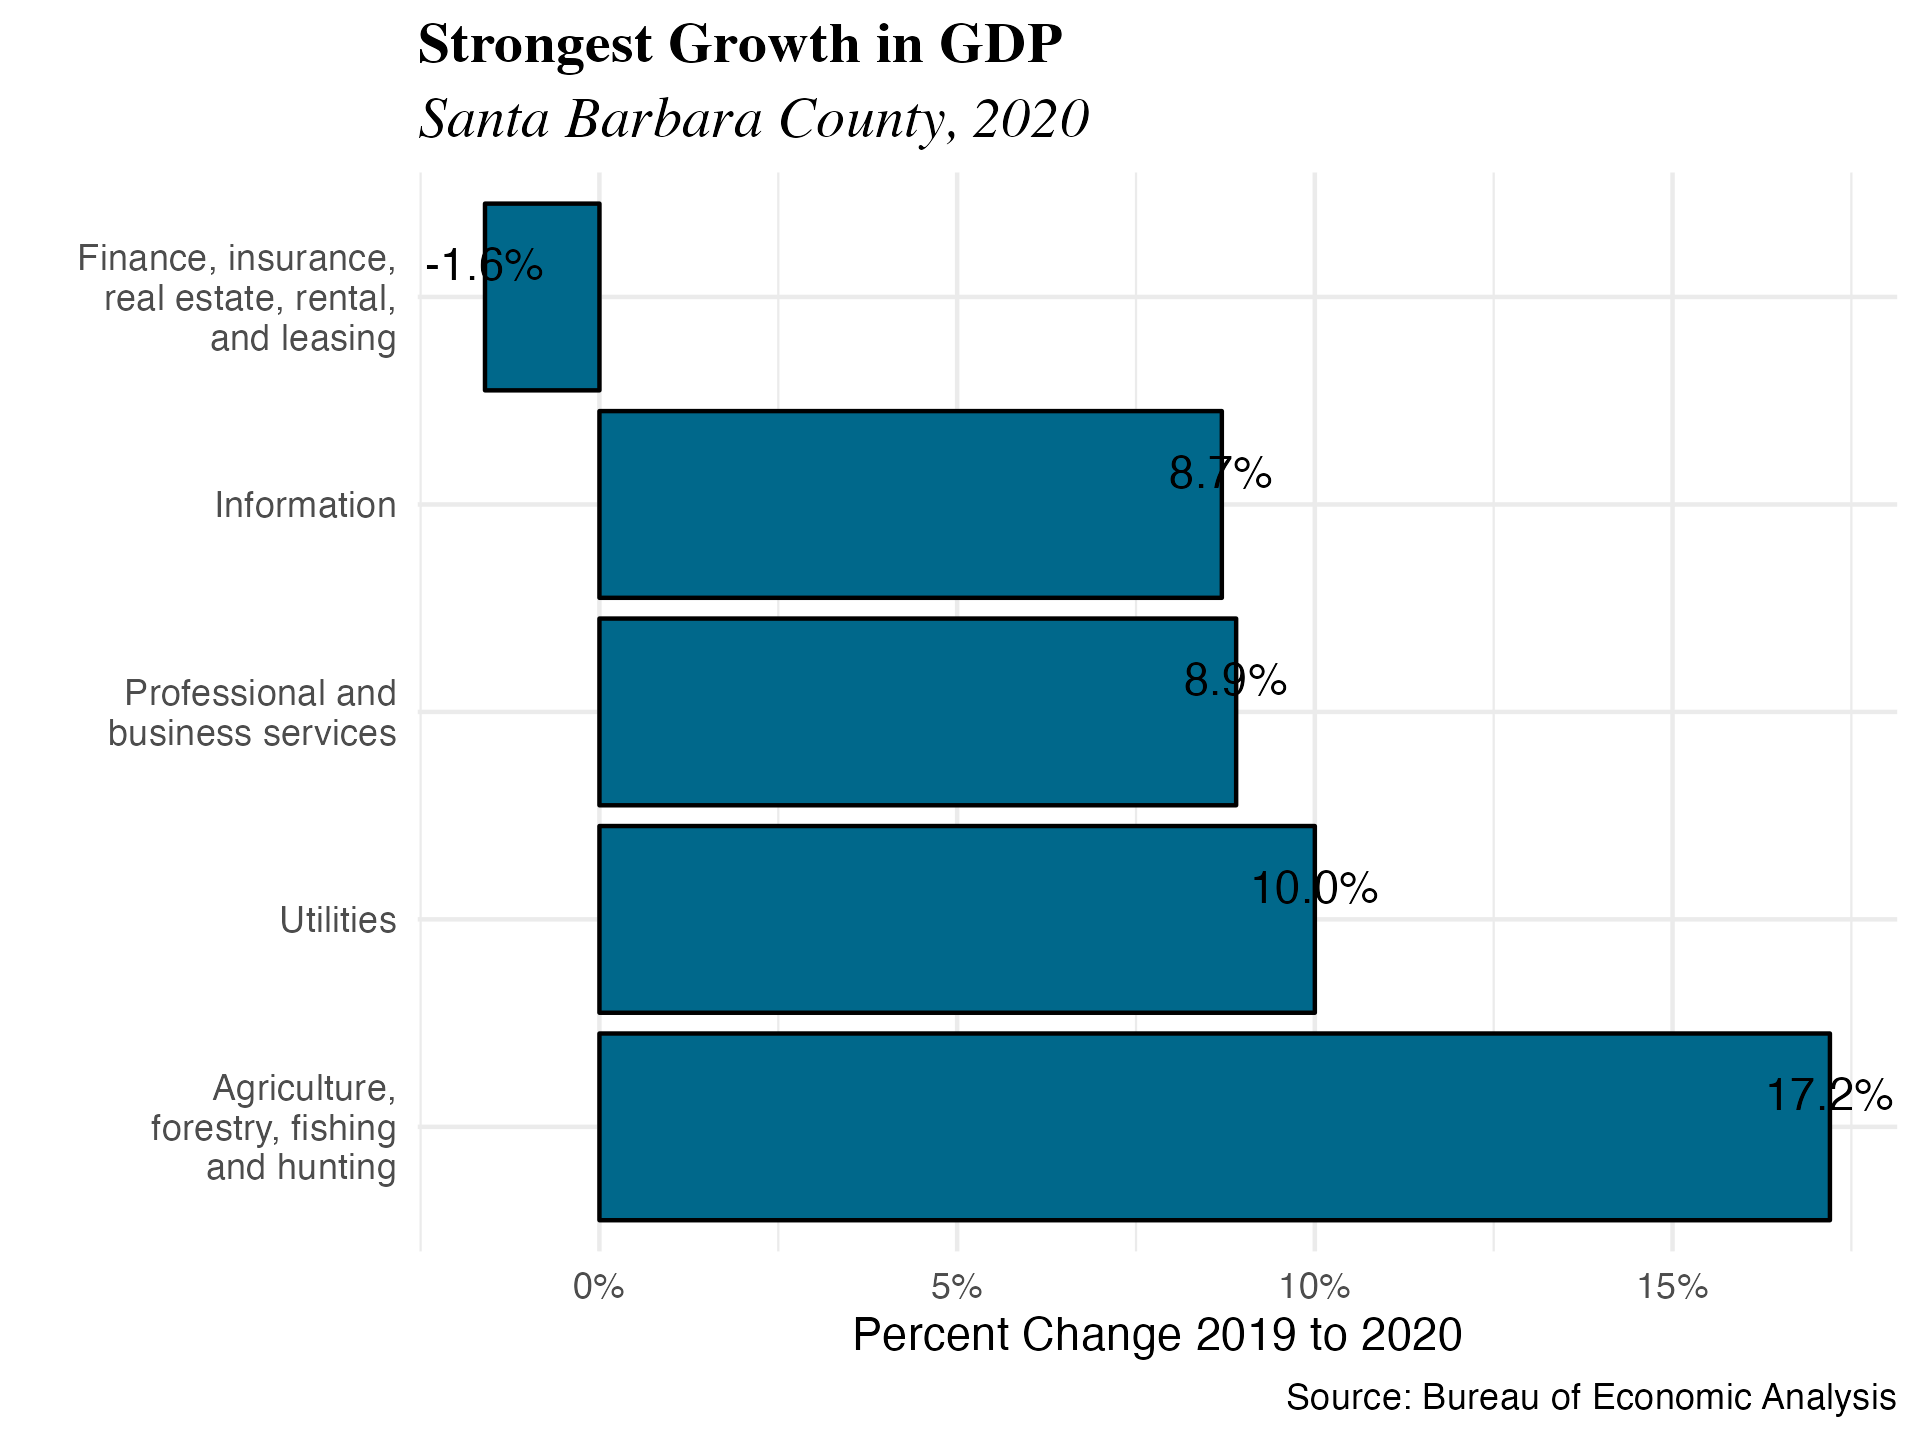 Strongest Growth in GDP
Santa Barbara County, 2020
Finance, insurance,
real estate, rental,
and leasing
-1.6%
Information
8.7%
Professional and
business services
8.9%
Utilities
10.0%
Agriculture,
forestry, fishing
and hunting
17.2%
0%
5%
10%
15%
Percent Change 2019 to 2020
Source: Bureau of Economic Analysis